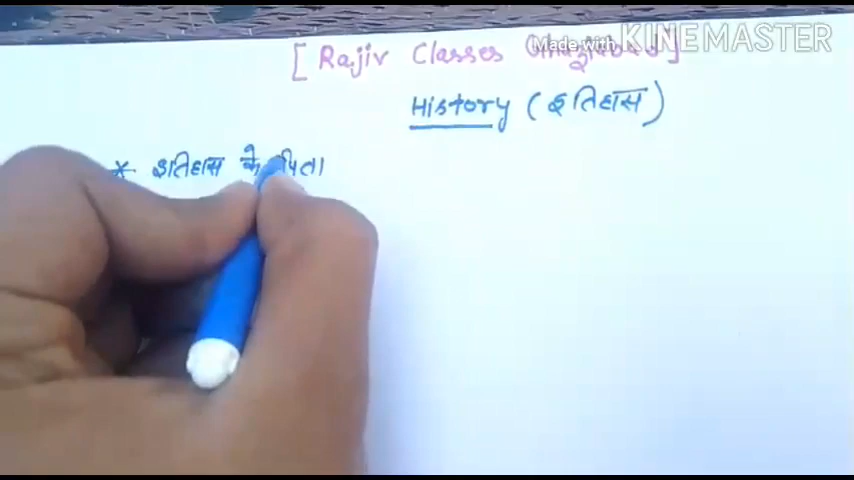 [ Rajiv Classes
Made with KINEMASTER
History (इतिहास)
* इतिहास के पिता